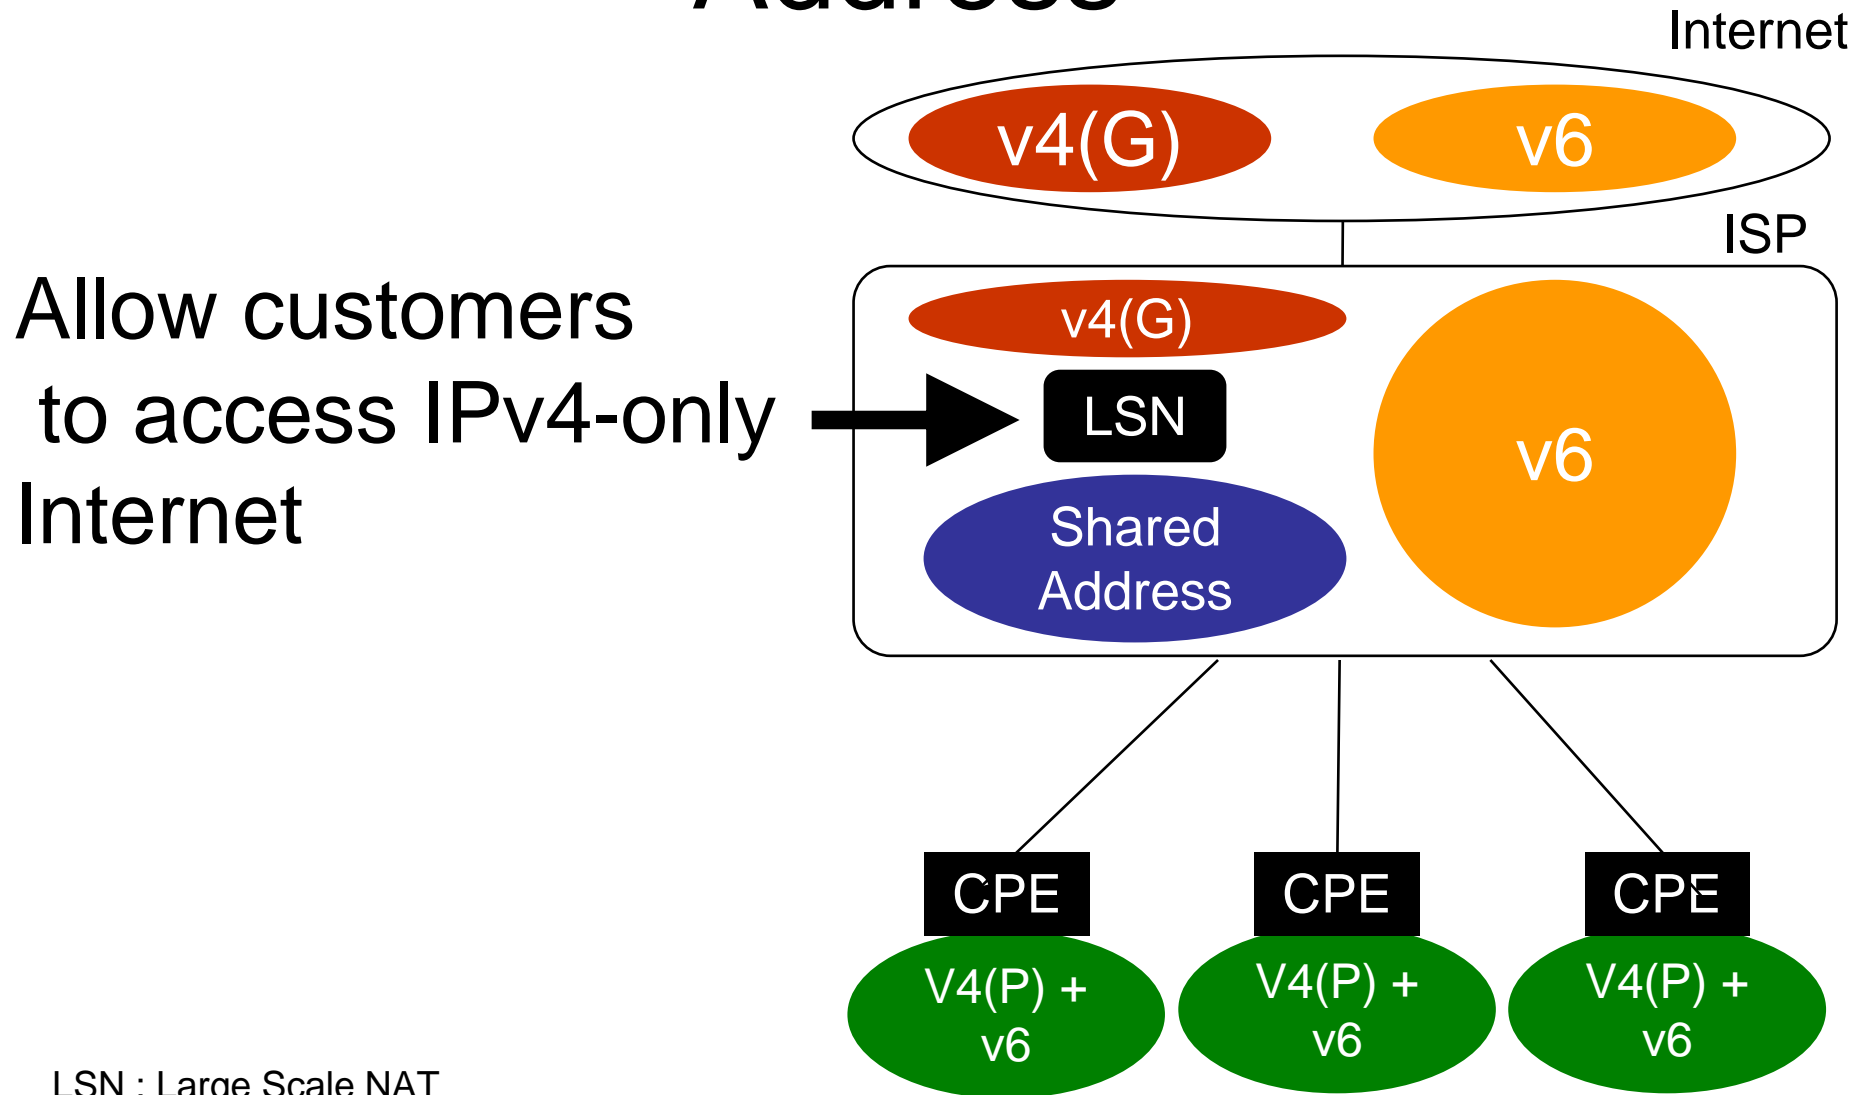 Address
Internet
v4(G)
v6
ISP
Allow customers
to access IPv4-only
Internet
v4(G)
LSN
v6
Shared
Address
CPE
CPE
CPE
V4(P) +
v6
V4(P) +
v6
V4(P) +
v6
LSN : Large Scale NAT